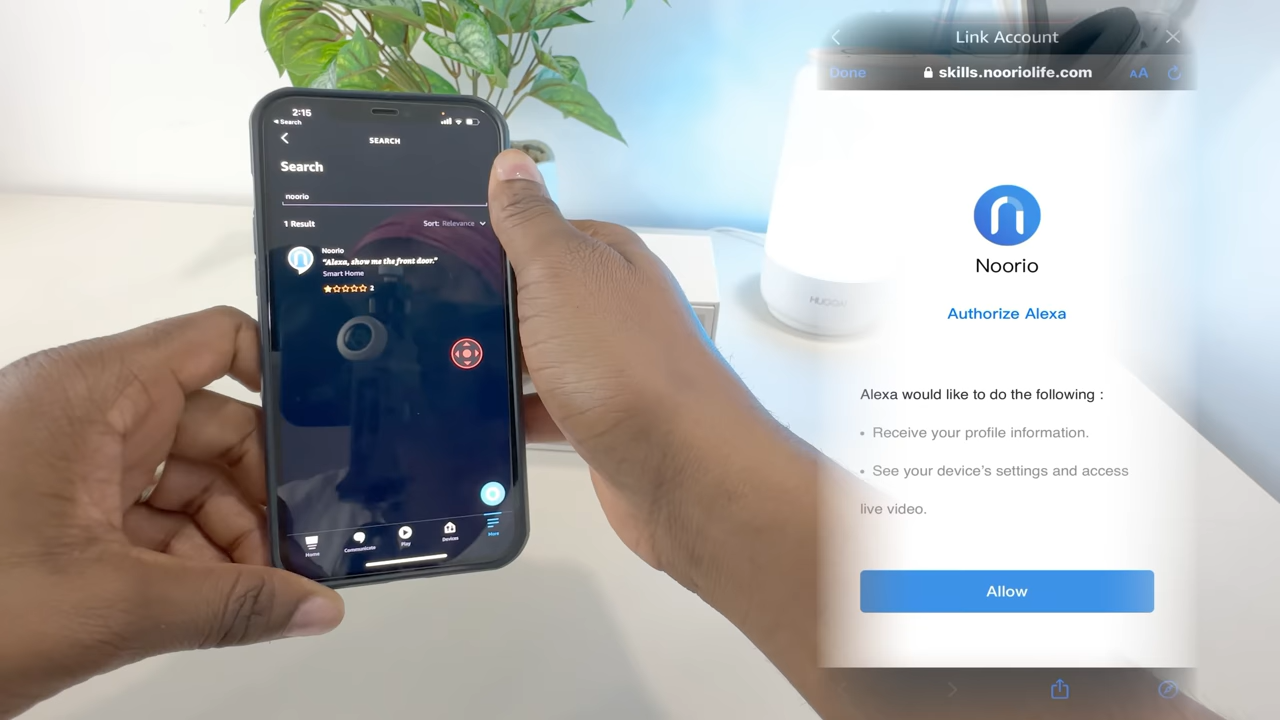 2:15
Search
SEARCH
Search
noorio
1 Result
Sort: Relevance
Noorio
"Alexa, show me the front door."
Smart Home
2
Home
Communicate
Play
Devices
More
Link Account
Done
skills.nooriolife.com
AA
Noorio
Authorize Alexa
Alexa would like to do the following :
• Receive your profile information.
• See your device's settings and access
live video.
Allow